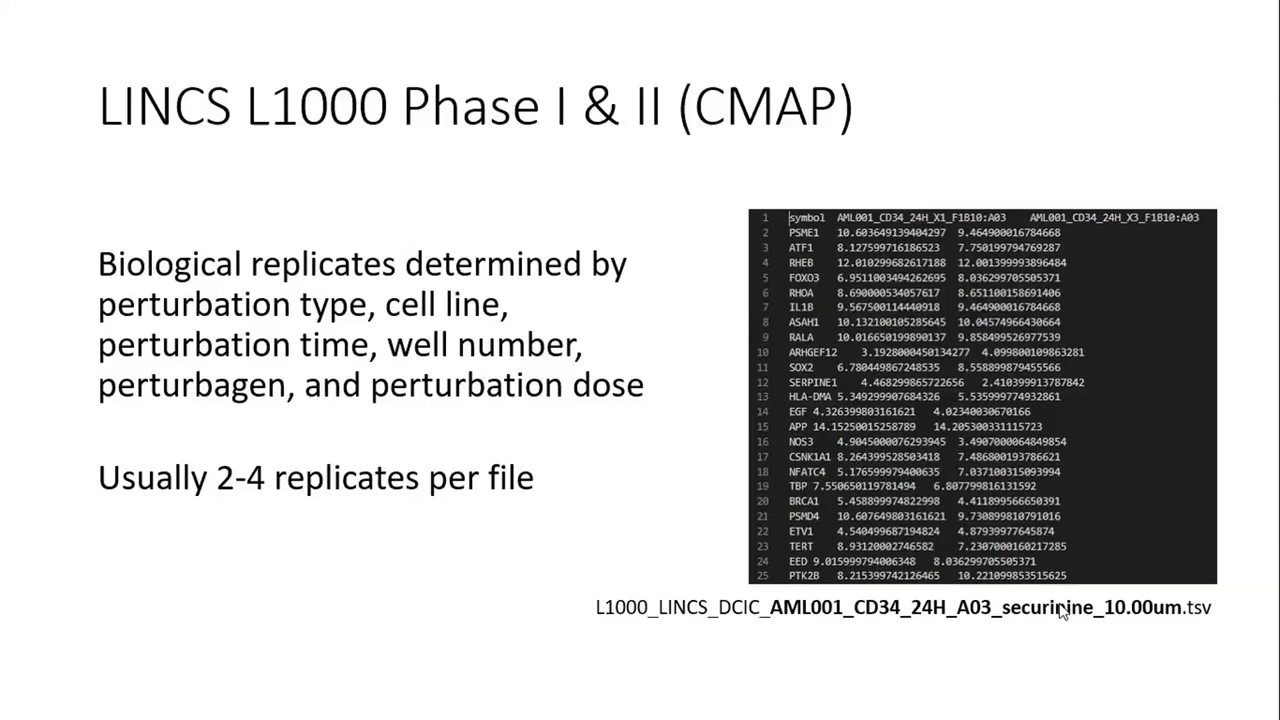 LINCS L1000 Phase I & II (CMAP)
Biological replicates determined by
perturbation type, cell line,
perturbation time, well number,
perturbagen, and perturbation dose
Usually 2-4 replicates per file
1 symbol AML001_CD34_24H_X1_F1B10:A03 AML001_CD34_24H_X3_F1B10:A03
2 PSME1 10.603649139404297 9.464900016784668
3 ATF1 8.127599716186523 7.750199794769287
4 RHEB 12.010299682617188 12.001399993896484
5 FOXO3 6.9511003494262695 8.036299705505371
6 RHOA 8.690000534057617 8.651100158691406
7 IL1B 9.567500114440918 9.464900016784668
8 ASAH1 10.132100105285645 10.04574966430664
9 RALA 10.016650199890137 9.858499526977539
10 ARHGEF12 3.1928000450134277 4.099800109863281
11 SOX2 6.780449867248535 8.558899879455566
12 SERPINE1 4.468299865722656 2.410399913787842
13 HLA-DMA 5.349299907684326 5.535999774932861
14 EGF 4.326399803161621 4.02340030670166
15 APP 14.15250015258789 14.205300331115723
16 NOS3 4.9045000076293945 3.4907000064849854
17 CSNK1A1 8.264399528503418 7.486800193786621
18 NFATC4 5.176559979400635 7.037100315093994
19 TBP 7.550650119781494 6.807799816131592
20 BRCA1 5.458899974822998 4.411899566650391
21 PSMD4 10.607649803161621 9.730899810791016
22 ETV1 4.540499687194824 4.87939977645874
23 TERT 8.93120002746582 7.2307000160217285
24 EED 9.015999794006348 8.036299705505371
25 PTK2B 8.215399742126465 10.221099853515625
L1000_LINCS_DCIC_AML001_CD34_24H_A03_securinine_10.00um.tsv